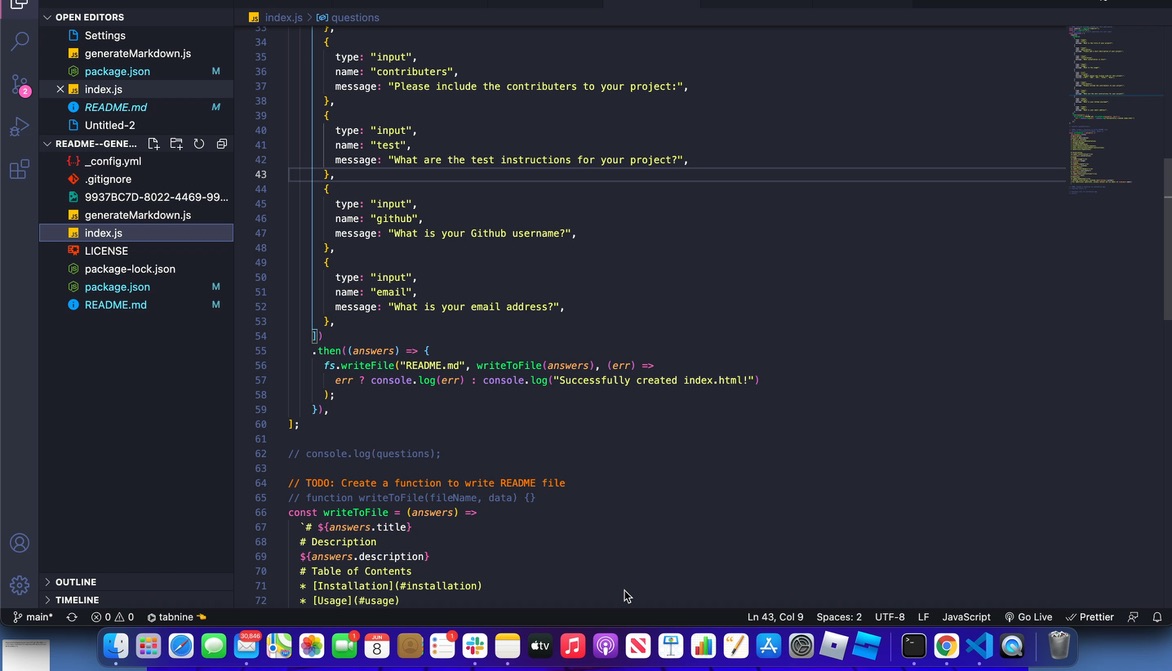 OPEN EDITORS
Settings
generateMarkdown.js
package.json M
index.js
README.md M
Untitled-2
README--GENE...
_config.yml
.gitignore
9937BC7D-8022-4469-99...
generateMarkdown.js
index.js
LICENSE
package-lock.json
package.json M
README.md M
OUTLINE
TIMELINE
2
index.js > questions
33 },
34 {
35 type: "input",
36 name: "contributers",
37 message: "Please include the contributers to your project:",
38 },
39 {
40 type: "input",
41 name: "test",
42 message: "What are the test instructions for your project?",
43 },
44 {
45 type: "input",
46 name: "github",
47 message: "What is your Github username?",
48 },
49 {
50 type: "input",
51 name: "email",
52 message: "What is your email address?",
53 },
54 ])
55 .then((answers) => {
56 fs.writeFile("README.md", writeToFile(answers), (err) =>
57 err ? console.log(err) : console.log("Successfully created index.html!")
58 );
59 }),
60 ];
61
62 // console.log(questions);
63
64 // TODO: Create a function to write README file
65 // function writeToFile(fileName, data) {}
66 const writeToFile = (answers) =>
67 `# ${answers.title}
68 # Description
69 ${answers.description}
70 # Table of Contents
71 * [Installation](#installation)
72 * [Usage](#usage)
main* 0 0 tabnine Ln 43, Col 9 Spaces: 2 UTF-8 LF JavaScript Go Live Prettier
30,846 1 JUN 8 1 tv